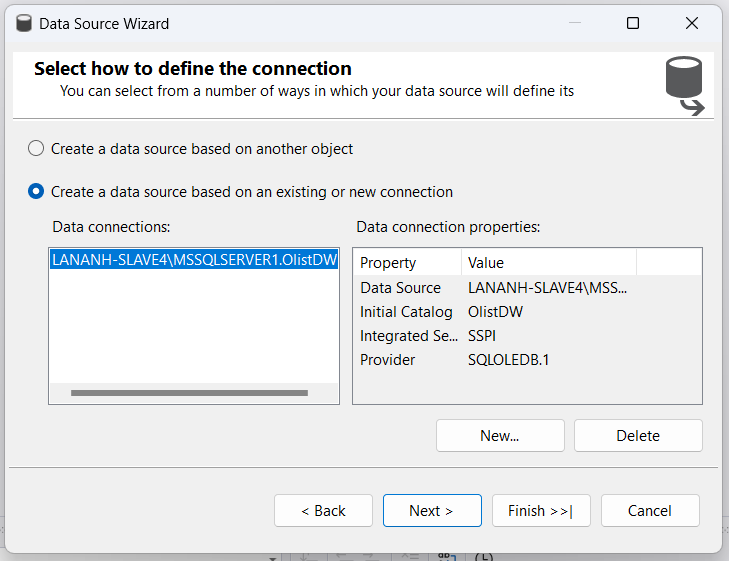 Data Source Wizard
Select how to define the connection
You can select from a number of ways in which your data source will define its
Create a data source based on another object
Create a data source based on an existing or new connection
Data connections:
Data connection properties:
LANANH-SLAVE4\MSSQLSERVER1.OlistDW
Property Value
Data Source LANANH-SLAVE4\MSS...
Initial Catalog OlistDW
Integrated Se... SSPI
Provider SQLOLEDB.1
New... Delete
< Back Next > Finish >>| Cancel